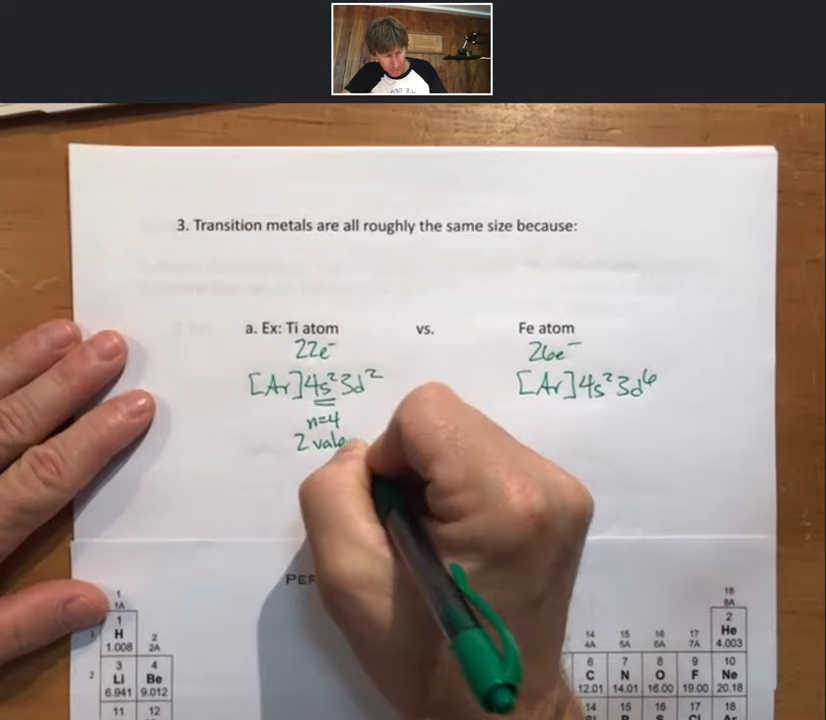 3. Transition metals are all roughly the same size because:
a. Ex: Ti atom vs. Fe atom
22e⁻ 26e⁻
[Ar]4s²3d² [Ar]4s²3d⁶
n=4
2 vale
PER
1 18
1A 8A
1 2
H He
1.008 2 14 15 16 17 4.003
2A 4A 5A 6A 7A
2 3 4 6 7 8 9 10
Li Be C N O F Ne
6.941 9.012 12.01 14.01 16.00 19.00 20.18
11 12 14 15 16 17 18